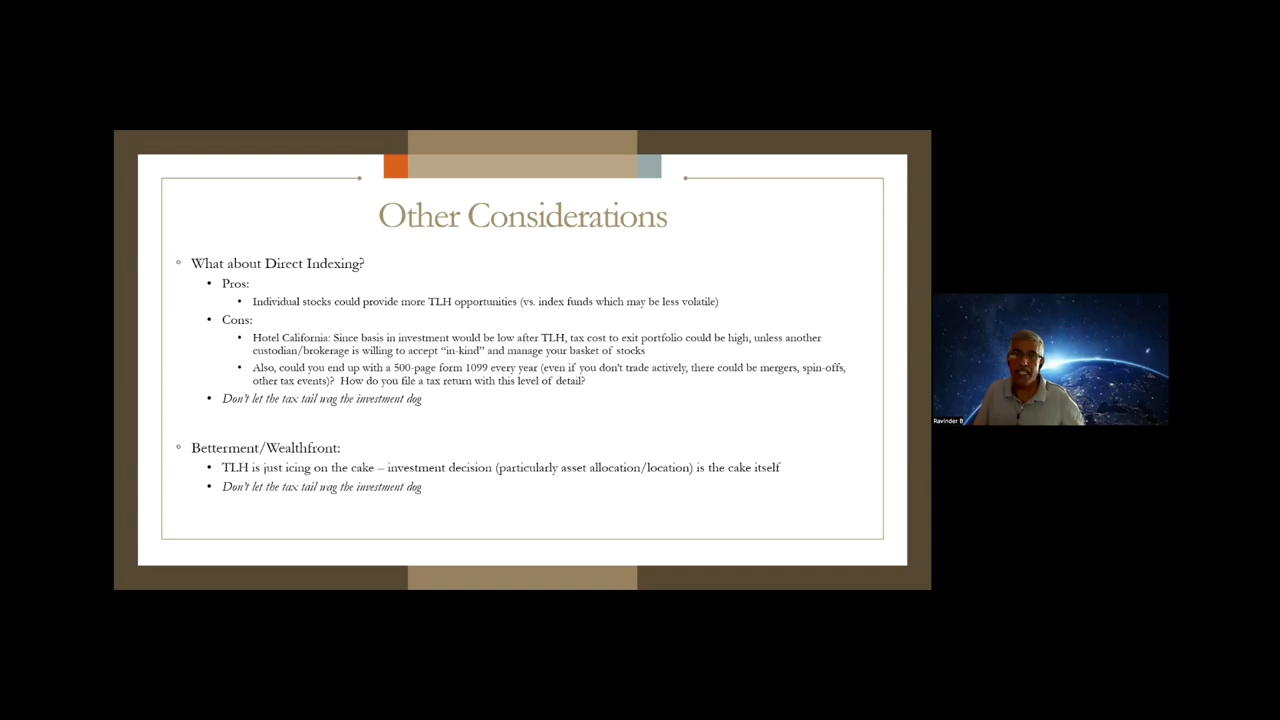 Other Considerations
What about Direct Indexing?
Pros:
Individual stocks could provide more TLH opportunities (vs. index funds which may be less volatile)
Cons:
Hotel California: Since basis in investment would be low after TLH, tax cost to exit portfolio could be high, unless another
custodian/brokerage is willing to accept “in-kind” and manage your basket of stocks
Also, could you end up with a 500-page form 1099 every year (even if you don’t trade actively, there could be mergers, spin-offs,
other tax events)? How do you file a tax return with this level of detail?
Don’t let the tax tail wag the investment dog
Betterment/Wealthfront:
TLH is just icing on the cake – investment decision (particularly asset allocation/location) is the cake itself
Don’t let the tax tail wag the investment dog
Ravinder B